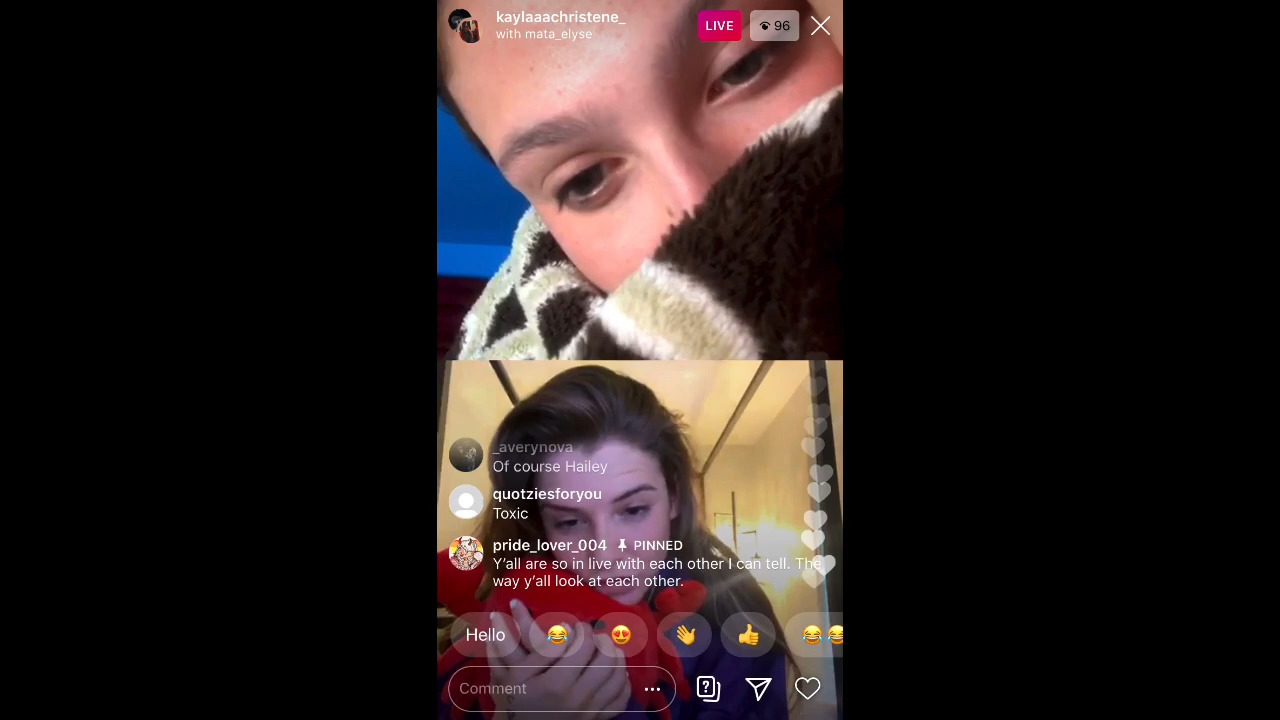 kaylaaachristene_
with mata_elyse
LIVE
96
_averynova
Of course Hailey
quotziesforyou
Toxic
pride_lover_004 PINNED
Y'all are so in live with each other I can tell. The
way y'all look at each other.
Hello
Comment